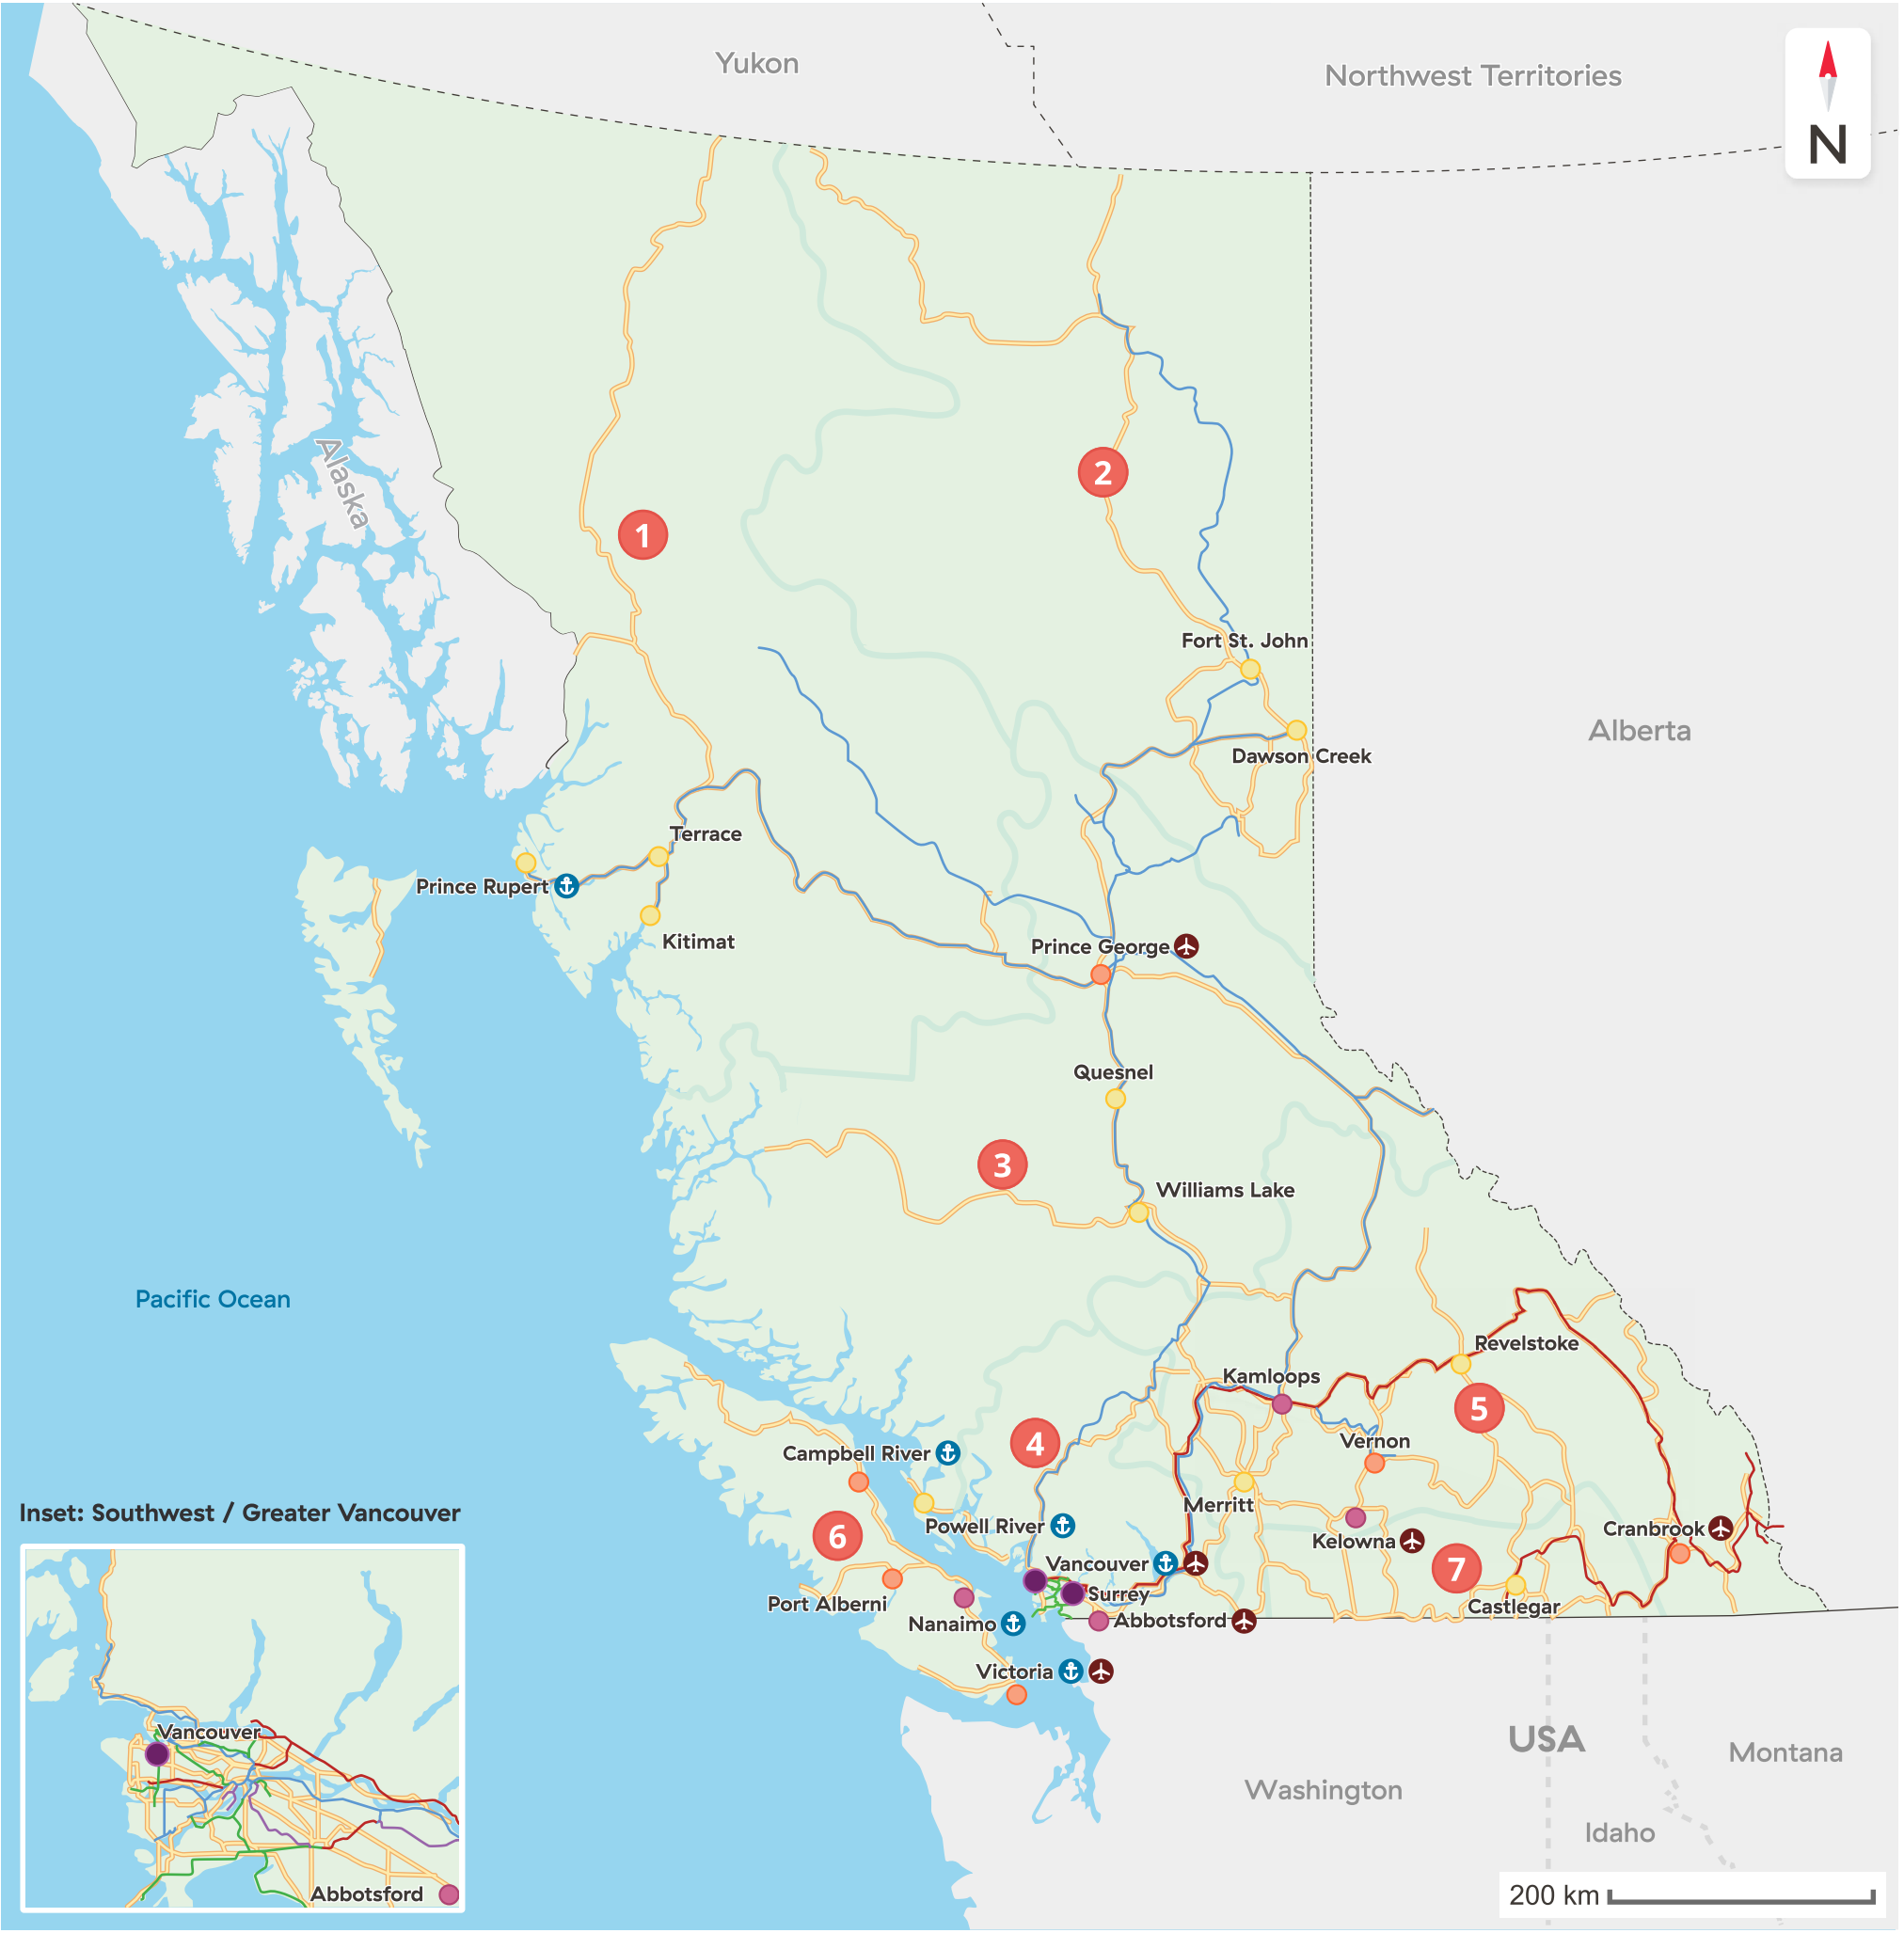 Yukon
Northwest Territories
N
Alaska
2
1
Fort St. John
Alberta
Dawson Creek
Terrace
Prince Rupert
Kitimat
Prince George
Quesnel
3
Williams Lake
Pacific Ocean
Revelstoke
Kamloops
5
4
Vernon
Campbell River
Merritt
Inset: Southwest / Greater Vancouver
Powell River
6
Kelowna
Cranbrook
Vancouver
7
Surrey
Port Alberni
Castlegar
Nanaimo
Abbotsford
Victoria
Vancouver
USA
Montana
Washington
Idaho
Abbotsford
200 km